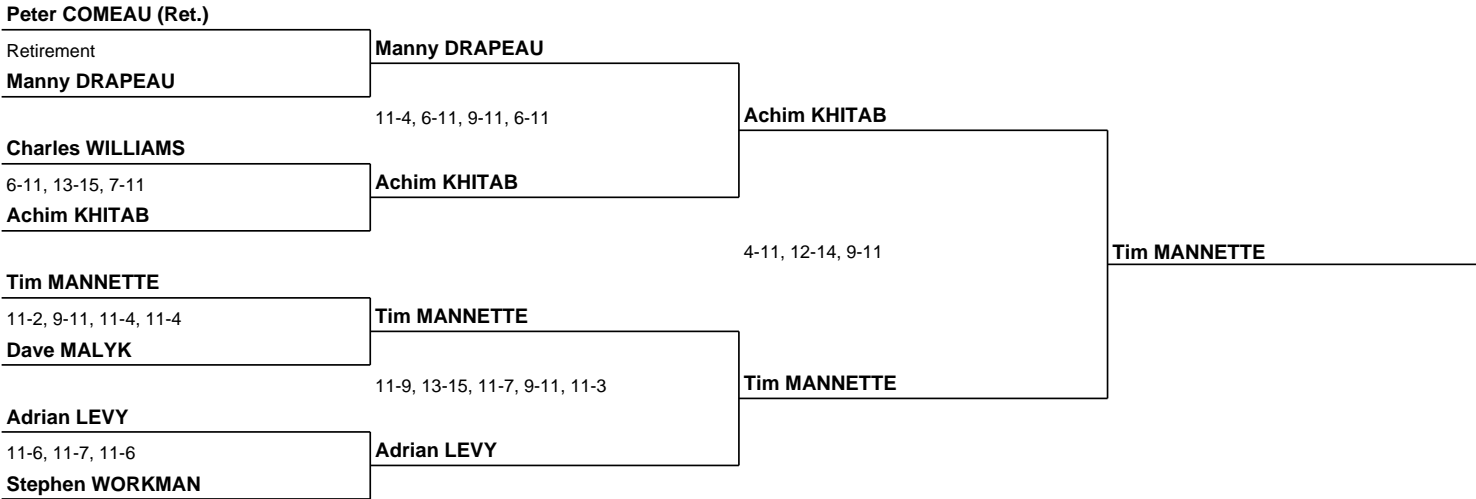 Peter COMEAU (Ret.)
Retirement
Manny DRAPEAU
Manny DRAPEAU
11-4, 6-11, 9-11, 6-11
Achim KHITAB
Charles WILLIAMS
6-11, 13-15, 7-11
Achim KHITAB
Achim KHITAB
4-11, 12-14, 9-11
Tim MANNETTE
Tim MANNETTE
11-2, 9-11, 11-4, 11-4
Tim MANNETTE
Dave MALYK
11-9, 13-15, 11-7, 9-11, 11-3
Tim MANNETTE
Adrian LEVY
11-6, 11-7, 11-6
Adrian LEVY
Stephen WORKMAN